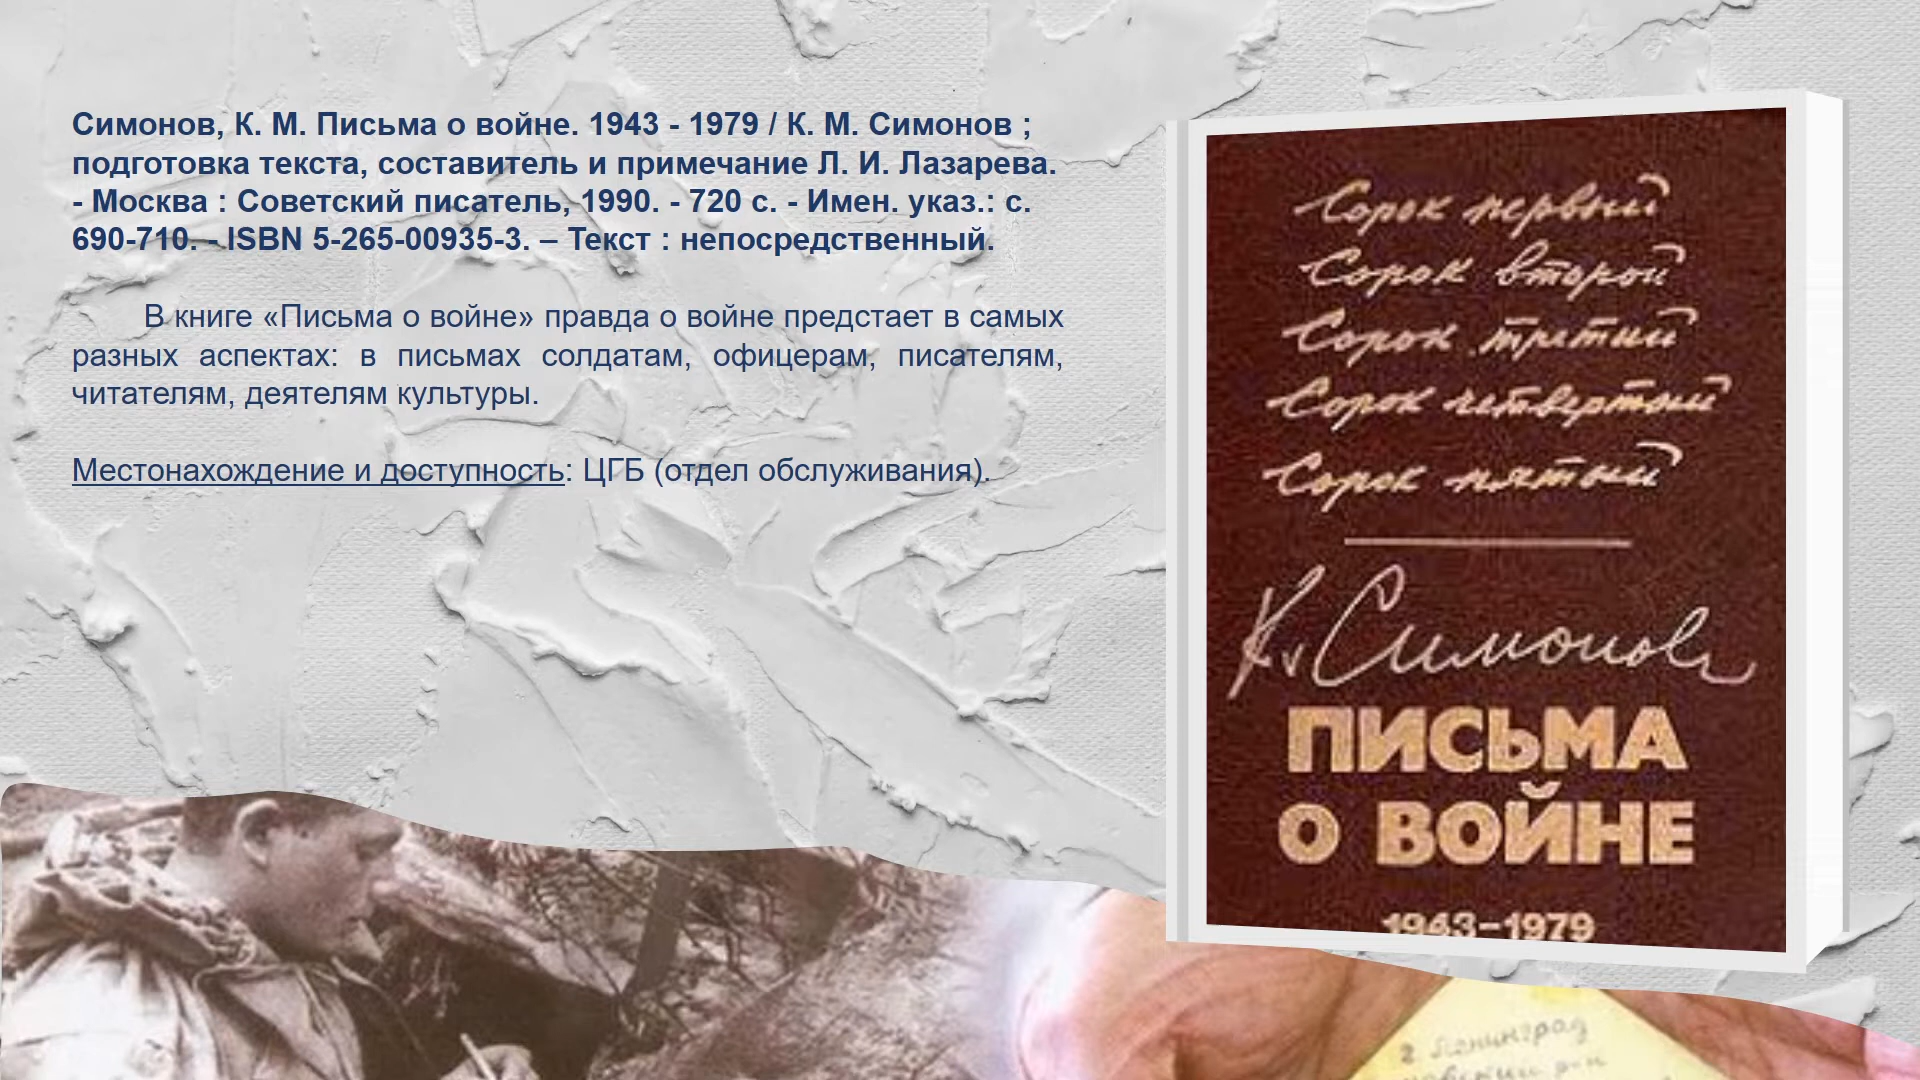 Симонов, К. М. Письма о войне. 1943 - 1979 / К. М. Симонов ;
подготовка текста, составитель и примечание Л. И. Лазарева.
- Москва : Советский писатель, 1990. - 720 с. - Имен. указ.: с.
690-710. - ISBN 5-265-00935-3. – Текст : непосредственный.
В книге «Письма о войне» правда о войне предстает в самых
разных аспектах: в письмах солдатам, офицерам, писателям,
читателям, деятелям культуры.
Местонахождение и доступность: ЦГБ (отдел обслуживания).
Сорок первый
Сорок второй
Сорок третий
Сорок четвертый
Сорок пятый
К. Симонов
ПИСЬМА
О ВОЙНЕ
1943–1979
г Ленинград